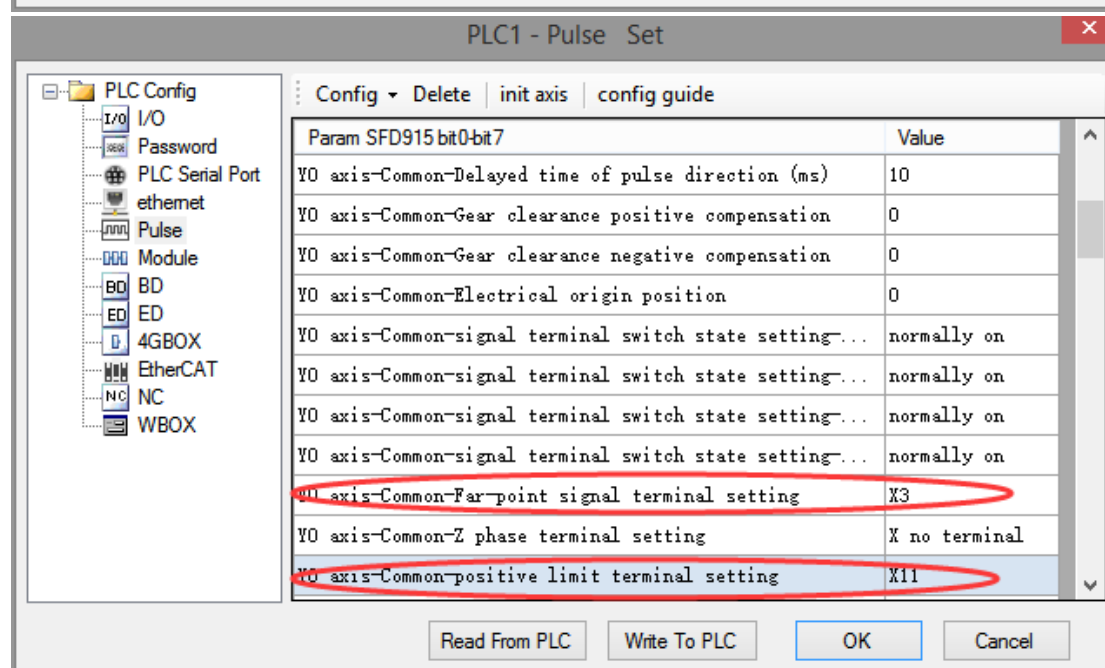 PLC1 - Pulse Set
PLC Config
I/O I/O
Password
PLC Serial Port
ethernet
Pulse
Module
BD BD
ED ED
4GBOX
EtherCAT
NC NC
WBOX
Config Delete init axis config guide
Param SFD915 bit0-bit7 Value
Y0 axis-Common-Delayed time of pulse direction (ms) 10
Y0 axis-Common-Gear clearance positive compensation 0
Y0 axis-Common-Gear clearance negative compensation 0
Y0 axis-Common-Electrical origin position 0
Y0 axis-Common-signal terminal switch state setting-... normally on
Y0 axis-Common-signal terminal switch state setting-... normally on
Y0 axis-Common-signal terminal switch state setting-... normally on
Y0 axis-Common-signal terminal switch state setting-... normally on
Y0 axis-Common-Far-point signal terminal setting X3
Y0 axis-Common-Z phase terminal setting X no terminal
Y0 axis-Common-positive limit terminal setting X11
Read From PLC Write To PLC OK Cancel